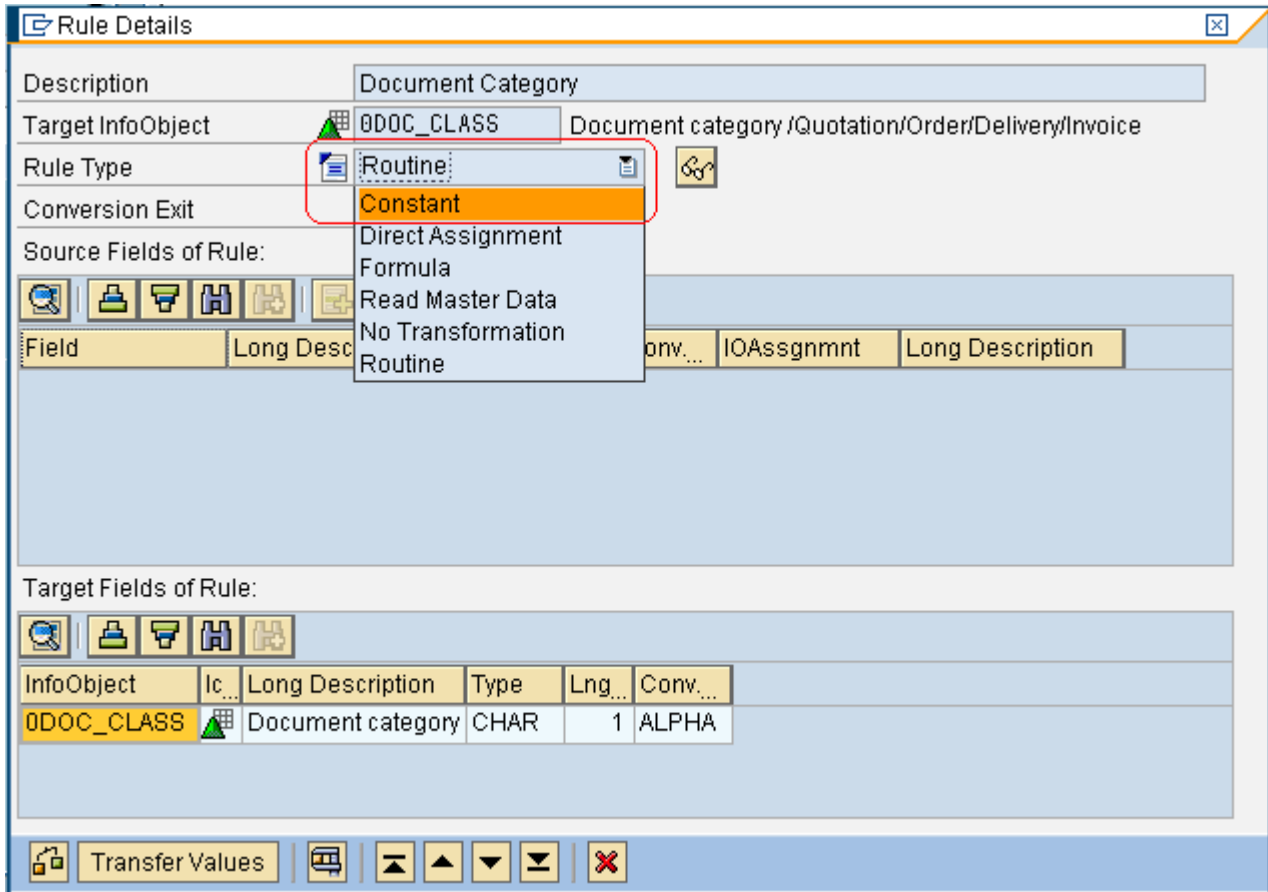 Rule Details
Description Document Category
Target InfoObject 0DOC_CLASS Document category /Quotation/Order/Delivery/Invoice
Rule Type Routine
Conversion Exit Constant
Direct Assignment
Source Fields of Rule:
Formula
Read Master Data
No Transformation
Field Long Desc onv... IOAssgnmnt Long Description
Routine
Target Fields of Rule:
InfoObject Ic... Long Description Type Lng... Conv....
0DOC_CLASS Document category CHAR 1 ALPHA
Transfer Values